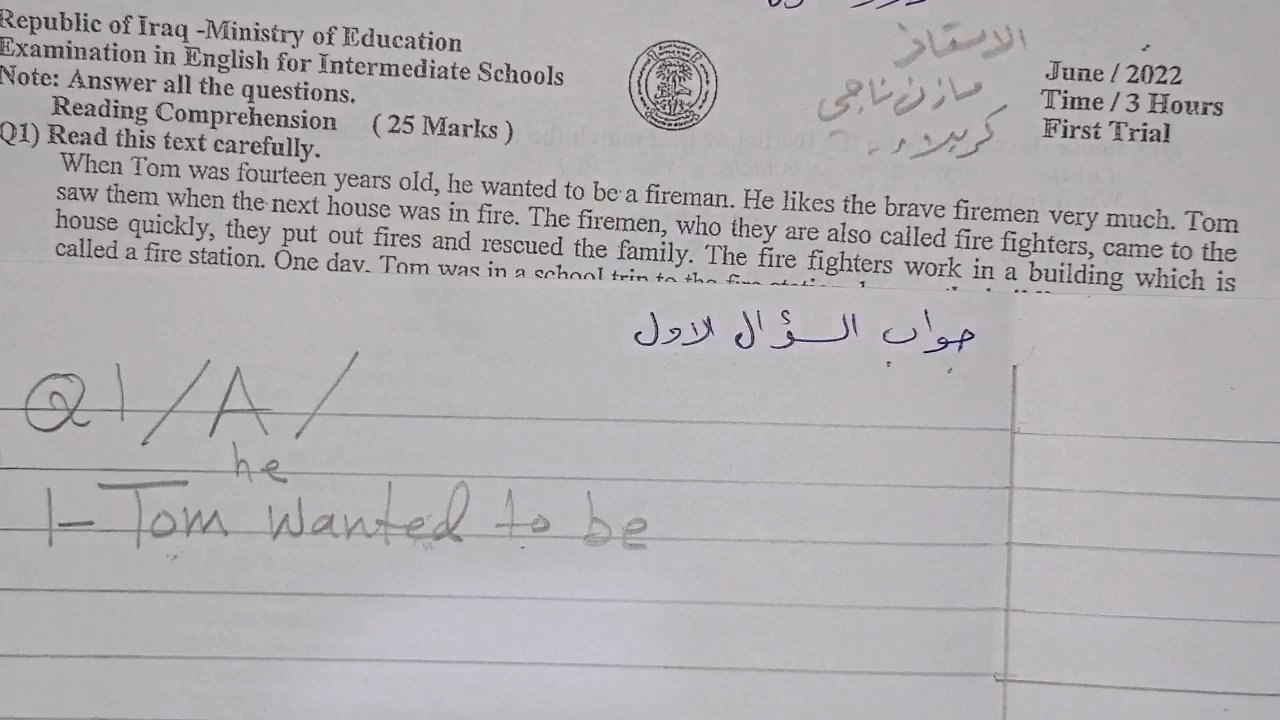 Republic of Iraq -Ministry of Education
Examination in English for Intermediate Schools
Note: Answer all the questions.
Reading Comprehension ( 25 Marks )
June / 2022
Time / 3 Hours
First Trial
الاستاذ
مازن ناجي
Q1) Read this text carefully.
When Tom was fourteen years old, he wanted to be a fireman. He likes the brave firemen very much. Tom
saw them when the next house was in fire. The firemen, who they are also called fire fighters, came to the
house quickly, they put out fires and rescued the family. The fire fighters work in a building which is
called a fire station. One day, Tom was in a school trip to the fire station
جواب السؤال الاول
Q1/A/
he
1- Tom wanted to be